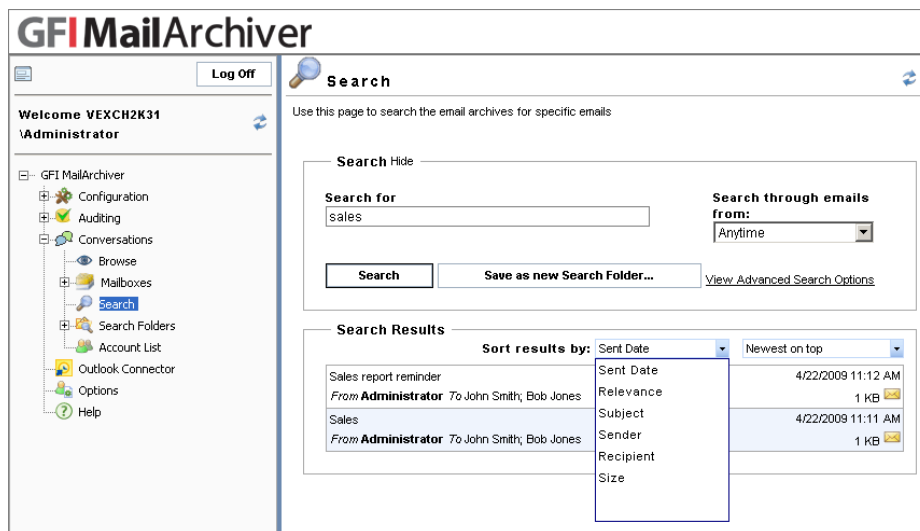 GFI MailArchiver
Log Off
Welcome VEXCH2K31
\Administrator
GFI MailArchiver
Configuration
Auditing
Conversations
Browse
Mailboxes
Search
Search Folders
Account List
Outlook Connector
Options
Help
Search
Use this page to search the email archives for specific emails
Search Hide
Search for
sales
Search through emails
from:
Anytime
Search
Save as new Search Folder...
View Advanced Search Options
Search Results
Sort results by: Sent Date
Newest on top
Sent Date
Relevance
Subject
Sender
Recipient
Size
Sales report reminder
4/22/2009 11:12 AM
From Administrator To John Smith; Bob Jones
1 KB
Sales
4/22/2009 11:11 AM
From Administrator To John Smith; Bob Jones
1 KB